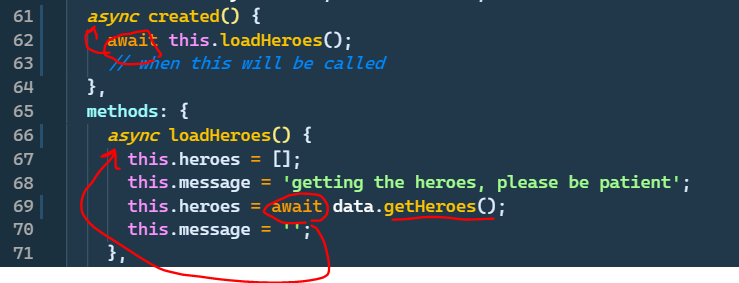 61 async created() {
62 await this.loadHeroes();
63 // when this will be called
64 },
65 methods: {
66 async loadHeroes() {
67 this.heroes = [];
68 this.message = 'getting the heroes, please be patient';
69 this.heroes = await data.getHeroes();
70 this.message = '';
71 },